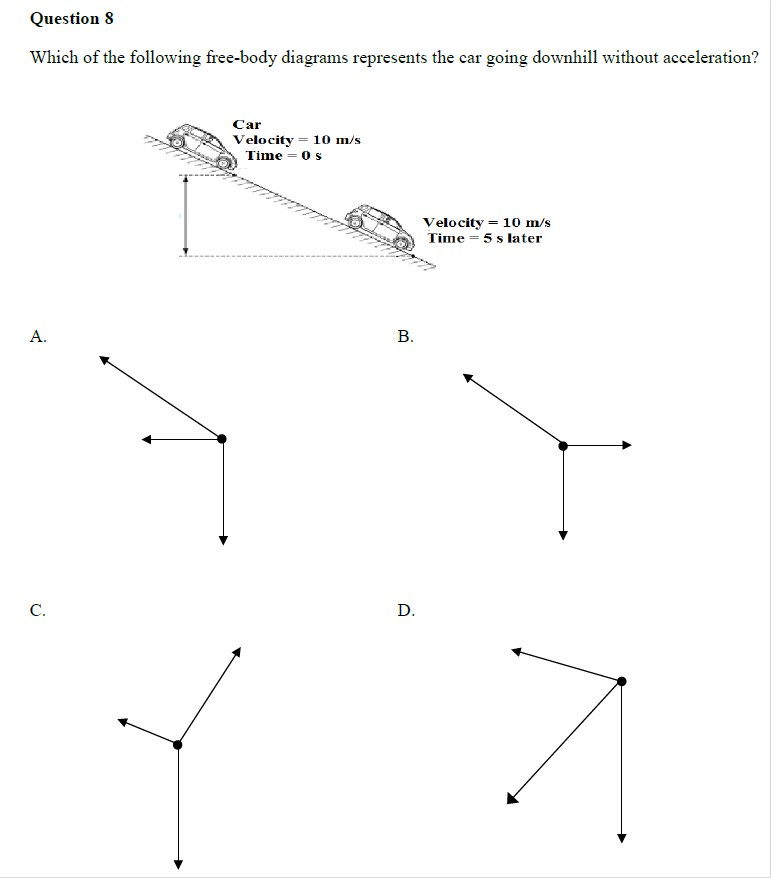 Question 8
Which of the following free-body diagrams represents the car going downhill without acceleration?
Car
Velocity = 10 m/s
Time = 0 s
Velocity = 10 m/s
Time = 5 s later
A.
B.
C.
D.